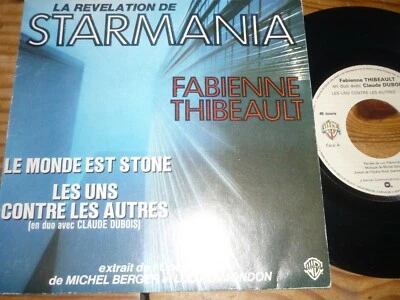 LA REVELATION DE
STARMANIA
FABIENNE
THIBEAULT
LE MONDE EST STONE
LES UNS
CONTRE LES AUTRES
(en duo avec CLAUDE DUBOIS)
extrait de
de MICHEL BERGER
Fabienne THIBEAULT
en duo avec Claude DUBOIS
LES UNS CONTRE LES AUTRES
Face A